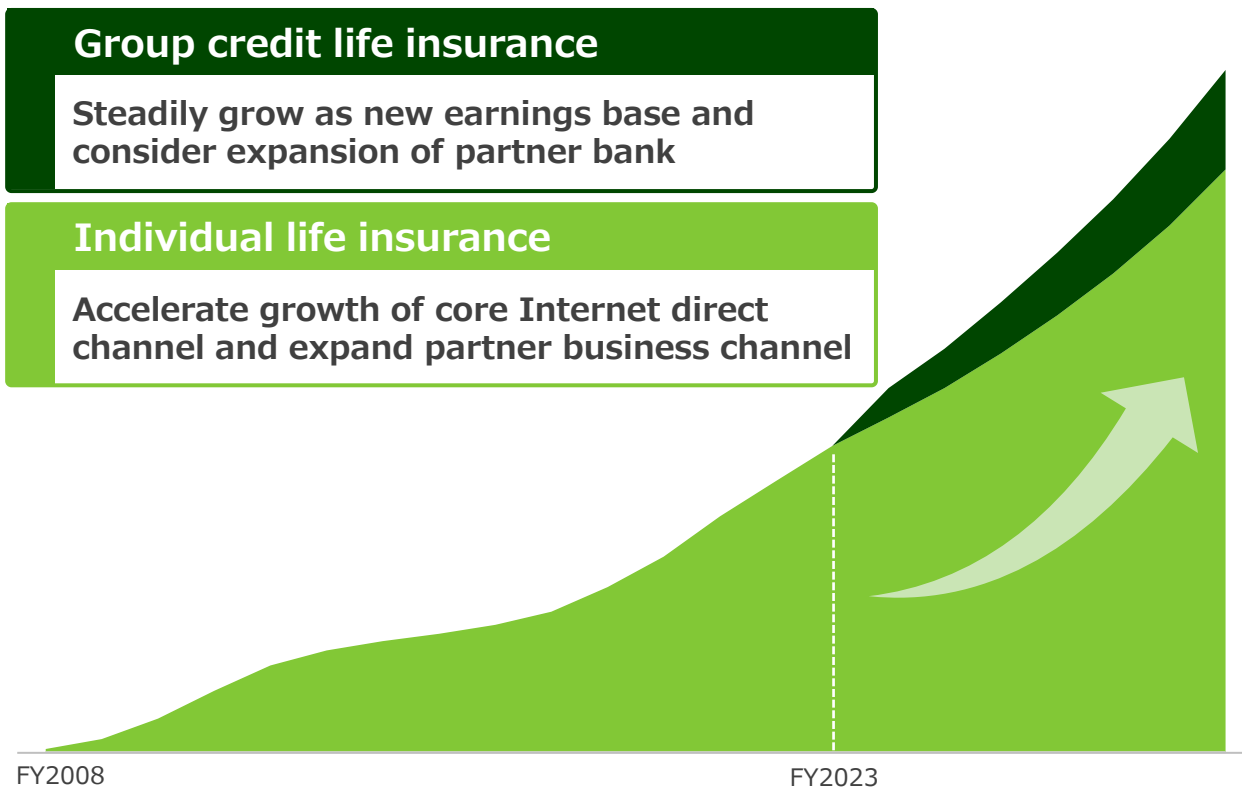 Group credit life insurance
Steadily grow as new earnings base and
consider expansion of partner bank
Individual life insurance
Accelerate growth of core Internet direct
channel and expand partner business channel
FY2008
FY2023